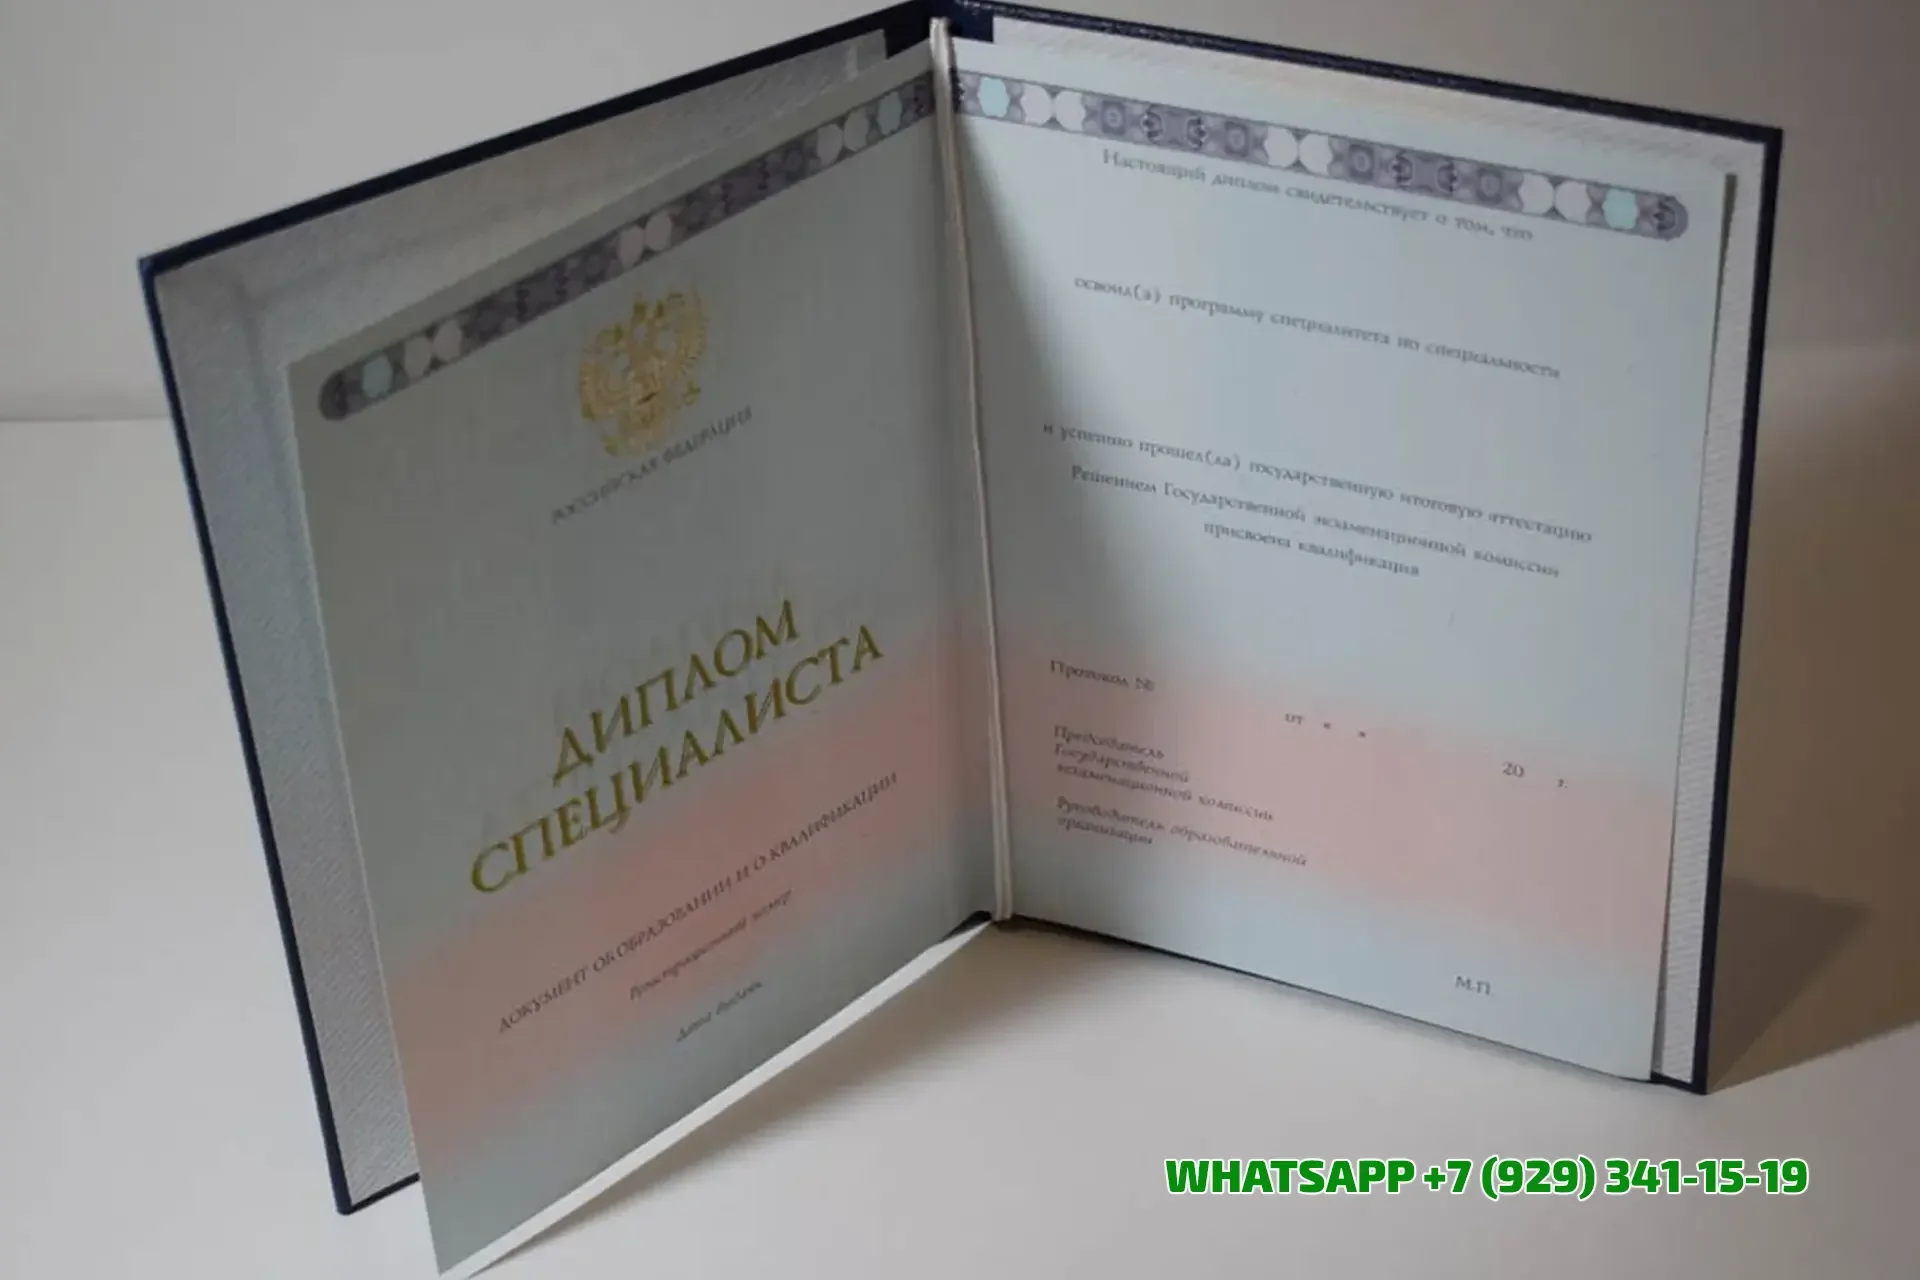 РОССИЙСКАЯ ФЕДЕРАЦИЯ
ДИПЛОМ
СПЕЦИАЛИСТА
ДОКУМЕНТ ОБ ОБРАЗОВАНИИ И О КВАЛИФИКАЦИИ
Регистрационный номер
Дата выдачи
Настоящий диплом свидетельствует о том, что
освоил(а) программу специалитета по специальности
и успешно прошел(ла) государственную итоговую аттестацию
Решением Государственной экзаменационной комиссии
присвоена квалификация
Протокол №
от « » 20 г.
Председатель
Государственной
экзаменационной комиссии
Руководитель образовательной
организации
М.П.
WHATSAPP +7 (929) 341-15-19